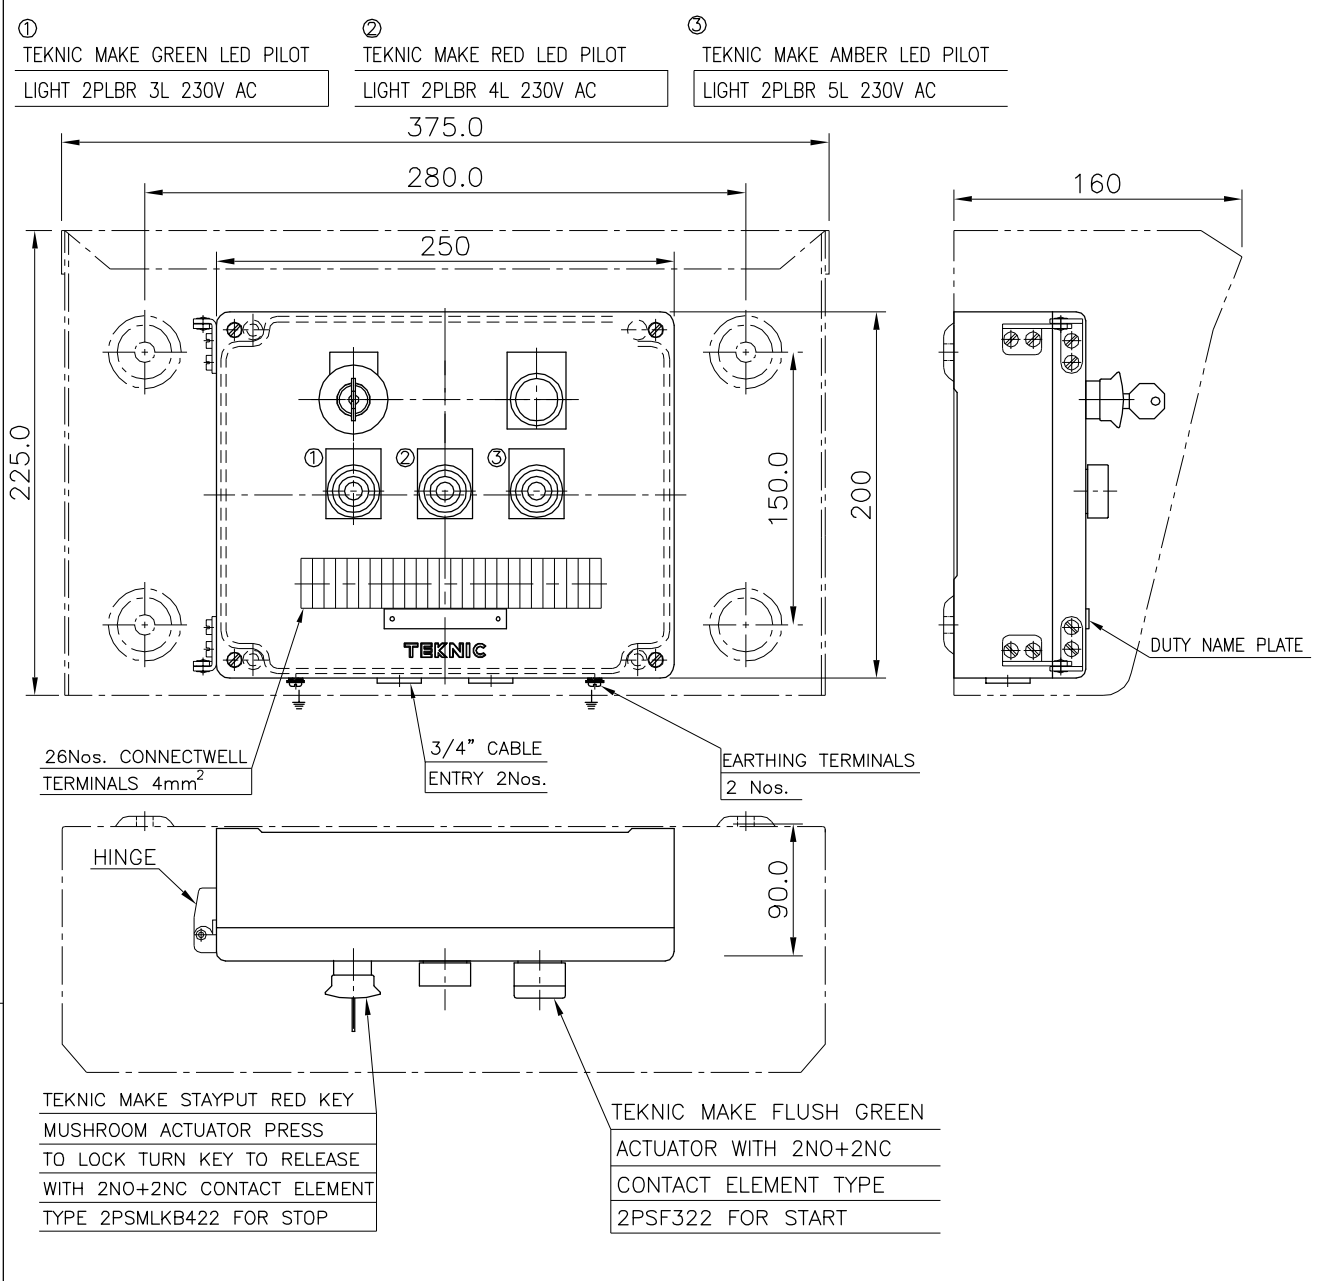 ①
TEKNIC MAKE GREEN LED PILOT
LIGHT 2PLBR 3L 230V AC
②
TEKNIC MAKE RED LED PILOT
LIGHT 2PLBR 4L 230V AC
③
TEKNIC MAKE AMBER LED PILOT
LIGHT 2PLBR 5L 230V AC
375.0
280.0
160
250
225.0
① ② ③
150.0
200
TEKNIC
DUTY NAME PLATE
26Nos. CONNECTWELL
TERMINALS 4mm²
3/4” CABLE
ENTRY 2Nos.
EARTHING TERMINALS
2 Nos.
HINGE
90.0
TEKNIC MAKE STAYPUT RED KEY
MUSHROOM ACTUATOR PRESS
TO LOCK TURN KEY TO RELEASE
WITH 2NO+2NC CONTACT ELEMENT
TYPE 2PSMLKB422 FOR STOP
TEKNIC MAKE FLUSH GREEN
ACTUATOR WITH 2NO+2NC
CONTACT ELEMENT TYPE
2PSF322 FOR START